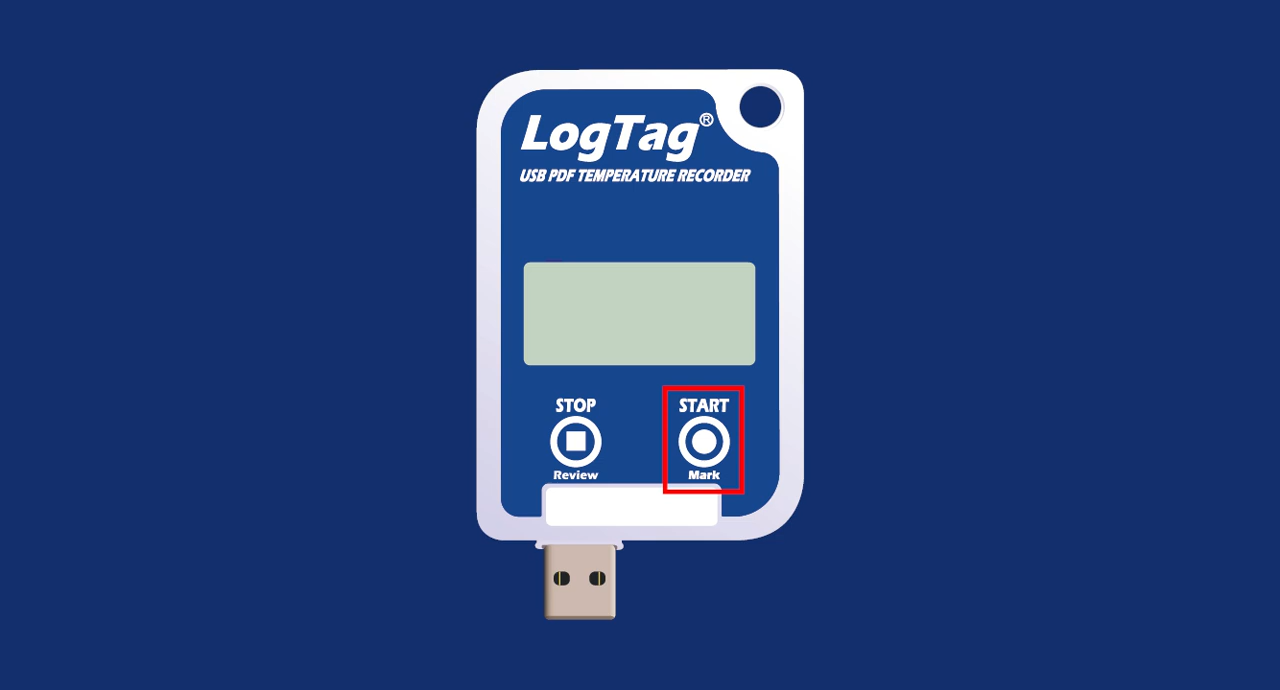 LogTag®
USB PDF TEMPERATURE RECORDER
STOP
START
Review
Mark